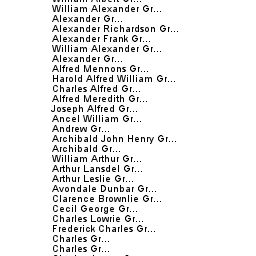 William Albert Gr...
William Alexander Gr...
Alexander Gr...
Alexander Richardson Gr...
Alexander Frank Gr...
William Alexander Gr...
Alexander Gr...
Alfred Mennons Gr...
Harold Alfred William Gr...
Charles Alfred Gr...
Alfred Meredith Gr...
Joseph Alfred Gr...
Ancel William Gr...
Andrew Gr...
Archibald John Henry Gr...
Archibald Gr...
William Arthur Gr...
Arthur Lansdel Gr...
Arthur Leslie Gr...
Avondale Dunbar Gr...
Clarence Brownlie Gr...
Cecil George Gr...
Charles Lowrie Gr...
Frederick Charles Gr...
Charles Gr...
Charles Gr...